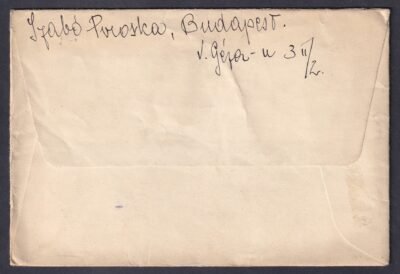 Szabó Piroska, Budapest.
V. Géza-u 3 II/2.